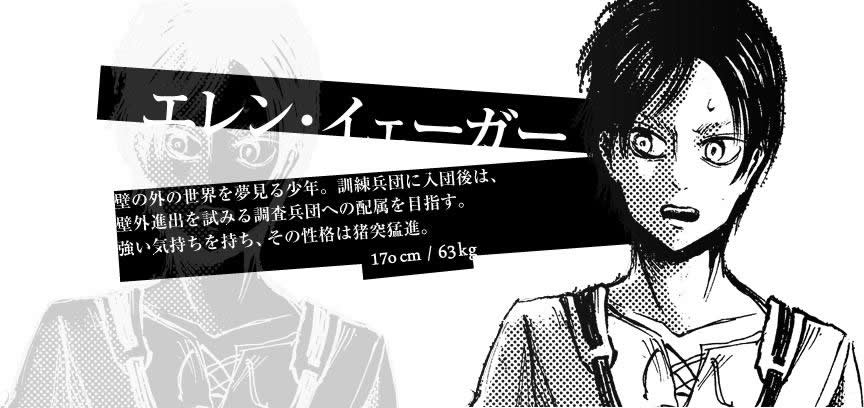 エレン・イェーガー
壁の外の世界を夢見る少年。訓練兵団に入団後は、
壁外進出を試みる調査兵団への配属を目指す。
強い気持ちを持ち、その性格は猪突猛進。
170cm / 63kg